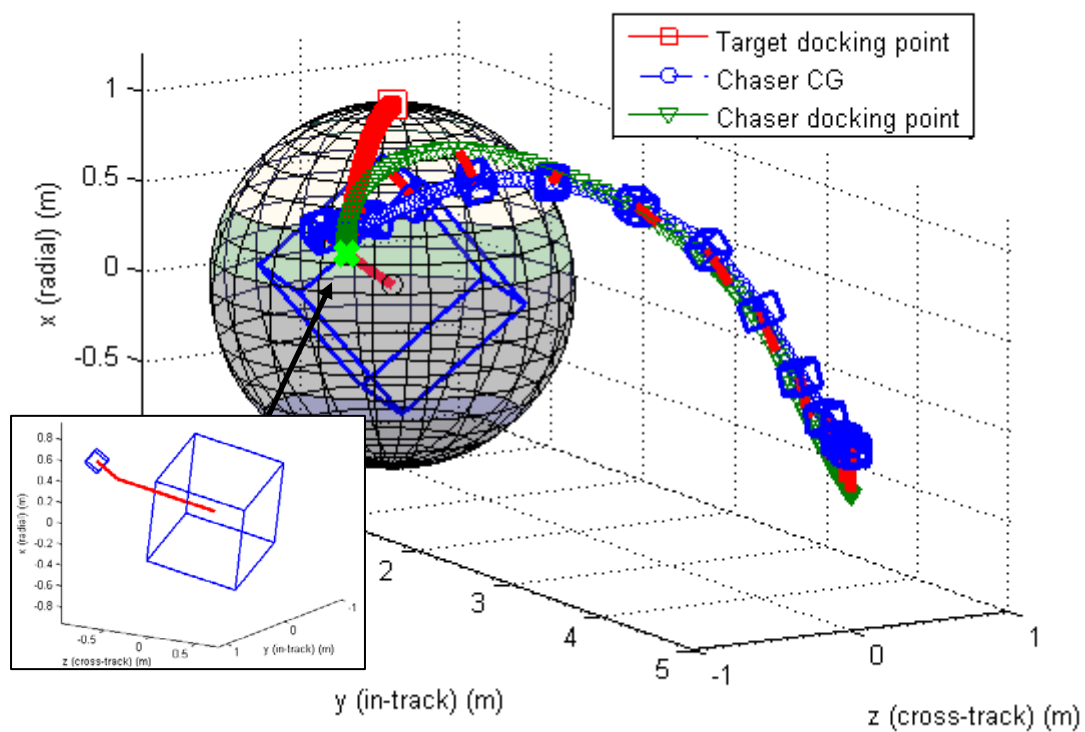 Target docking point
Chaser CG
Chaser docking point
1
0.5
0
-0.5
x (radial) (m)
2
3
4
5
y (in-track) (m)
-1
0
1
z (cross-track) (m)
0.8
0.6
0.4
0.2
0
-0.2
-0.4
-0.6
-0.8
x (radial) (m)
-0.5
0
0.5
z (cross-track) (m)
1
0
-1
y (in-track) (m)